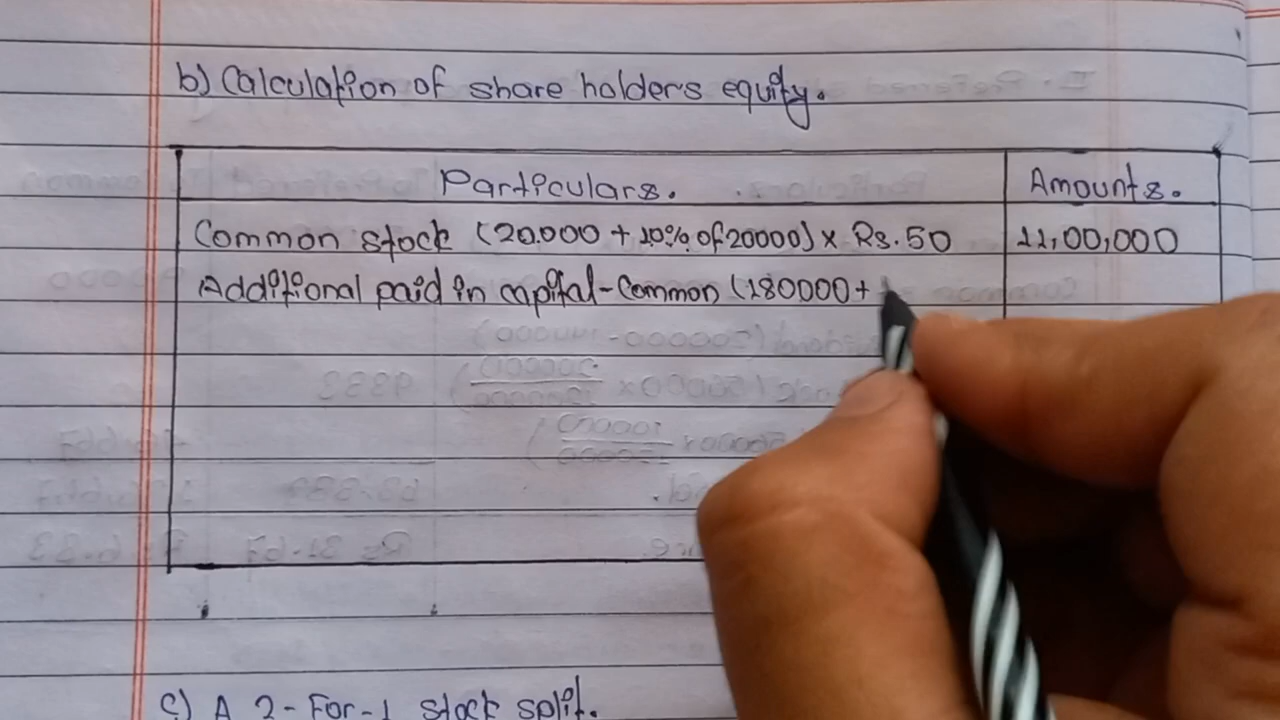 b) Calculation of share holders equity.
Particulars. Amounts.
Common stock (20.000 + 10% of 20000) x Rs. 50 11,00,000
Additional paid in capital-Common (180000+
c) A 2-For-1 stock split.